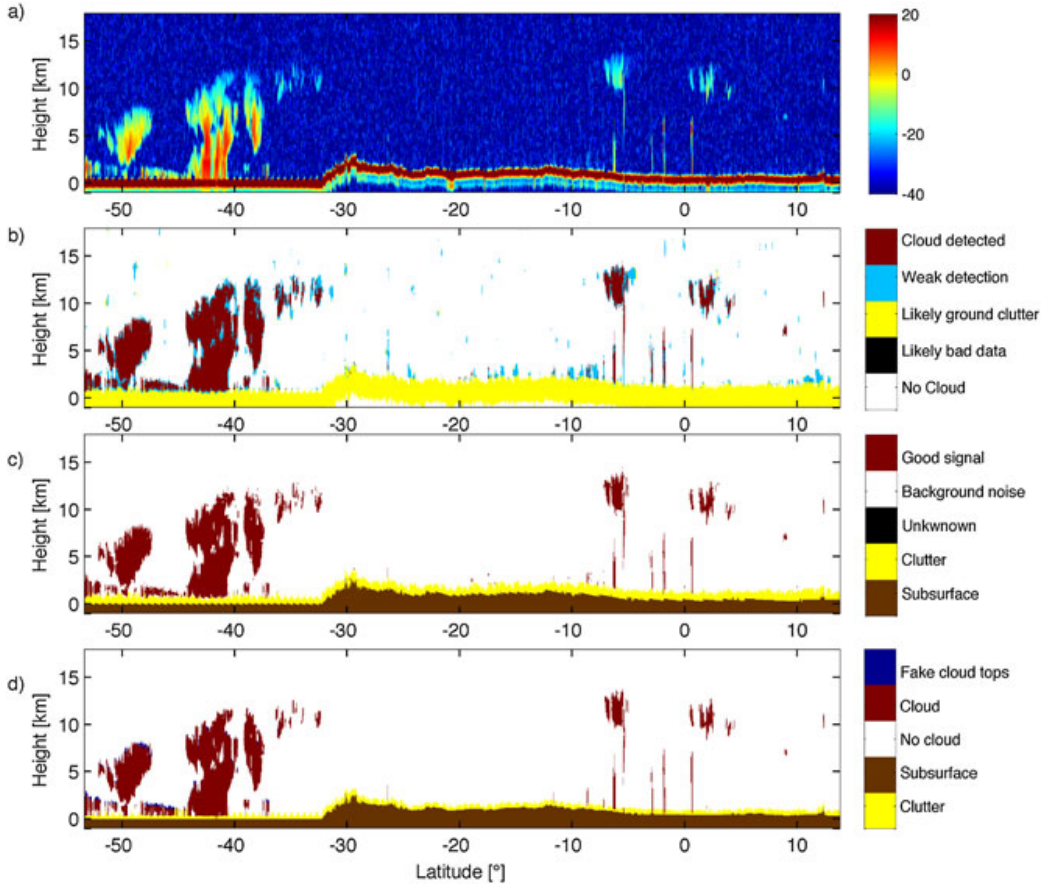 a)
Height [km]
15
10
5
0
-50 -40 -30 -20 -10 0 10
20
0
-20
-40
b)
Height [km]
15
10
5
0
-50 -40 -30 -20 -10 0 10
Cloud detected
Weak detection
Likely ground clutter
Likely bad data
No Cloud
c)
Height [km]
15
10
5
0
-50 -40 -30 -20 -10 0 10
Good signal
Background noise
Unkwnown
Clutter
Subsurface
d)
Height [km]
15
10
5
0
-50 -40 -30 -20 -10 0 10
Fake cloud tops
Cloud
No cloud
Subsurface
Clutter
Latitude [°]